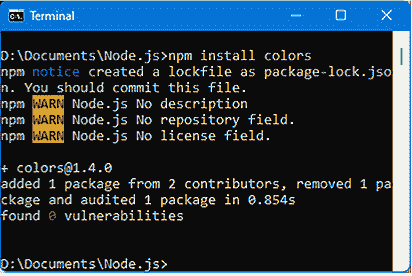 Terminal
D:\Documents\Node.js>npm install colors
npm notice created a lockfile as package-lock.jso
n. You should commit this file.
npm WARN Node.js No description
npm WARN Node.js No repository field.
npm WARN Node.js No license field.
+ colors@1.4.0
added 1 package from 2 contributors, removed 1 pa
ckage and audited 1 package in 0.854s
found 0 vulnerabilities
D:\Documents\Node.js>